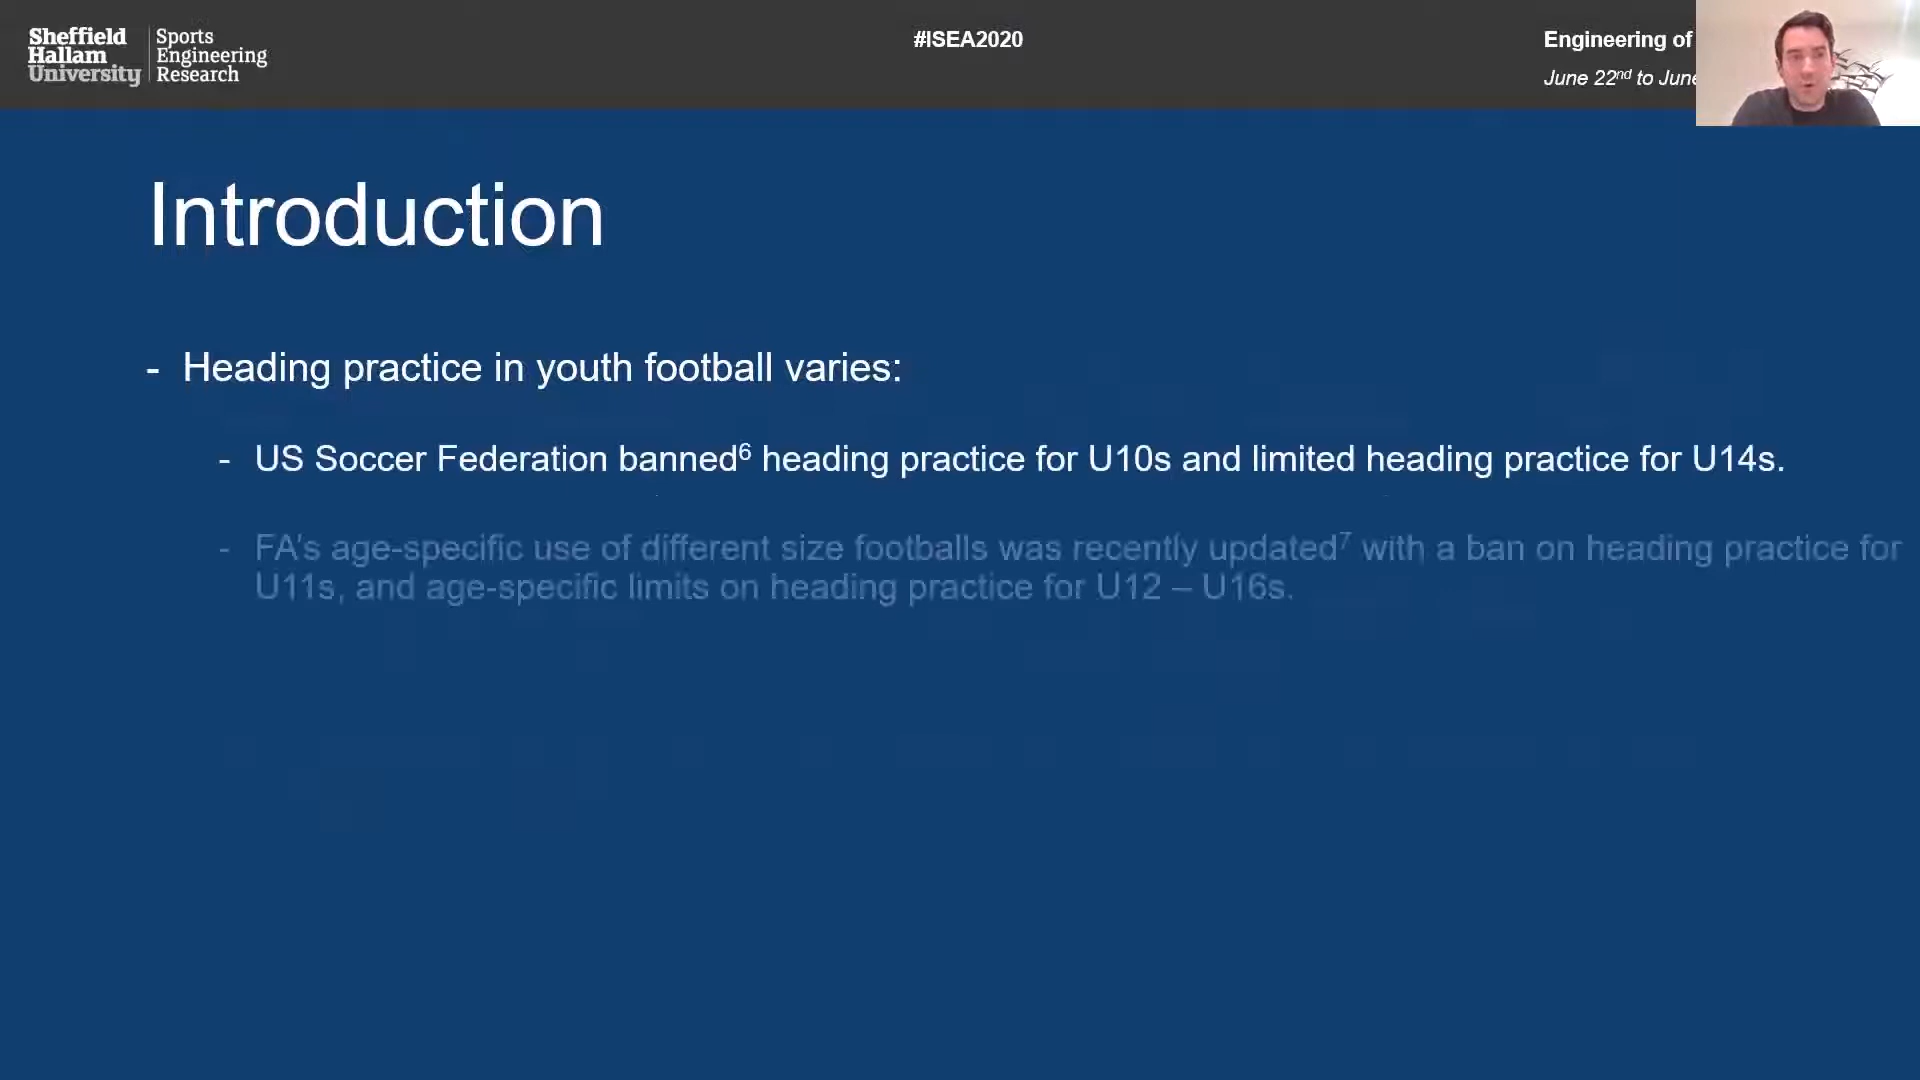 Sheffield
Hallam
University
Sports
Engineering
Research
#ISEA2020
Engineering of
June 22nd to June
Introduction
- Heading practice in youth football varies:
- US Soccer Federation banned6 heading practice for U10s and limited heading practice for U14s.
- FA's age-specific use of different size footballs was recently updated7 with a ban on heading practice for
U11s, and age-specific limits on heading practice for U12 – U16s.